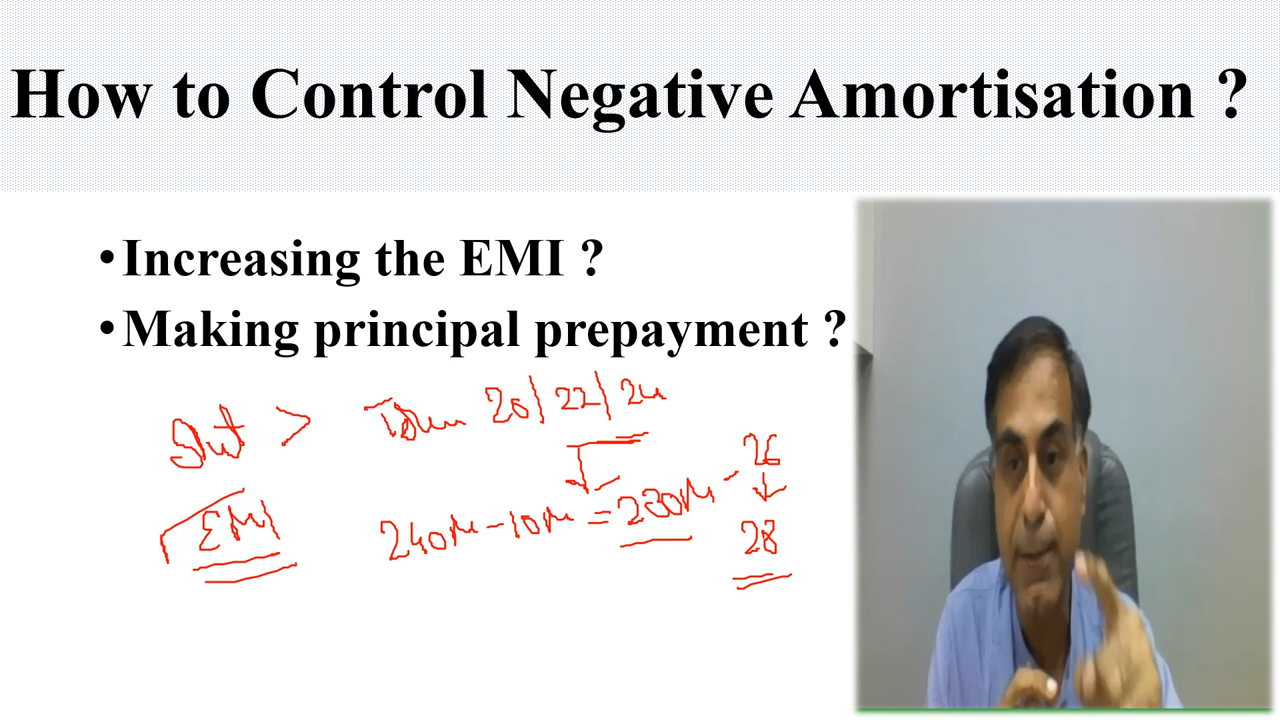 How to Control Negative Amortisation ?
• Increasing the EMI ?
• Making principal prepayment ?
> 20/22/24
26
EMI 240M - 10M = 230M -
28